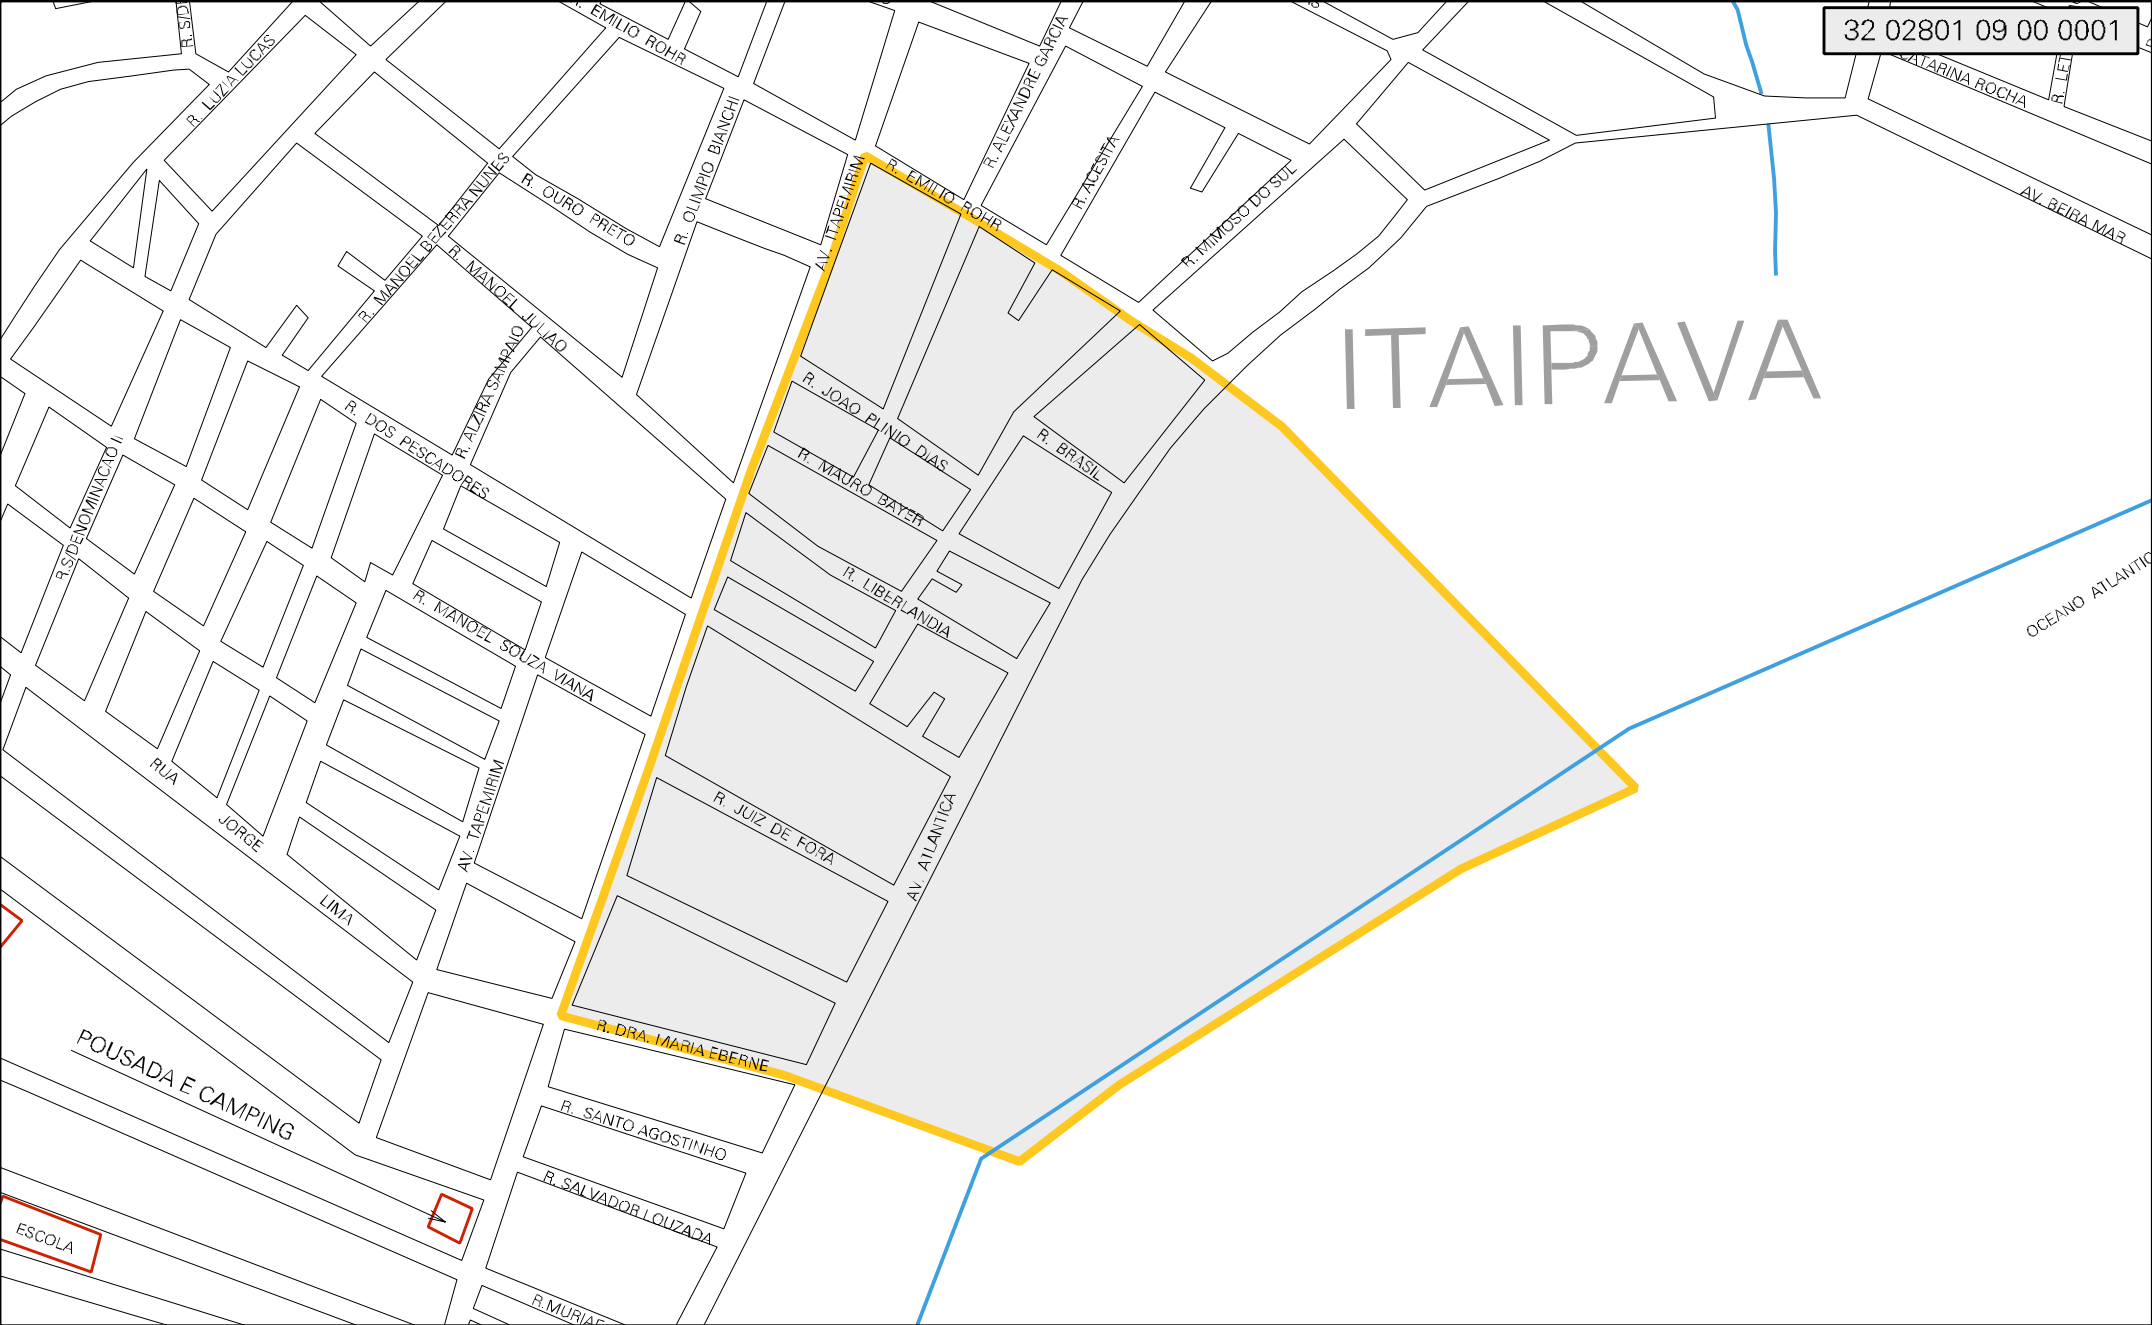 32 02801 09 00 0001
R. EMILIO ROHR
R. LUZIA LUCAS
CATARINA ROCHA
R. ALEXANDRE GARCIA
R. OLIMPIO BIANCHI
R. ACESITA
R. MANOEL BEZERRA NUNES
R. OURO PRETO
AV. ITAPEMIRIM
R. EMILIO ROHR
R. MIMOSO DO SUL
AV. BEIRA MAR
R. MANOEL JULIAO
ITAIPAVA
R. ALZIRA SAMPAIO
R. DOS PESCADORES
R. JOAO PLINIO DIAS
R. BRASIL
R. MAURO BAYER
R.S/DENOMINACAO II
R. LIBERLANDIA
OCEANO ATLANTIC
R. MANOEL SOUZA VIANA
RUA
JORGE
LIMA
AV. TAPEMIRIM
R. JUIZ DE FORA
AV. ATLANTICA
R. DRA. MARIA EBERNE
POUSADA E CAMPING
R. SANTO AGOSTINHO
R. SALVADOR LOUZADA
ESCOLA
R.MURIAE